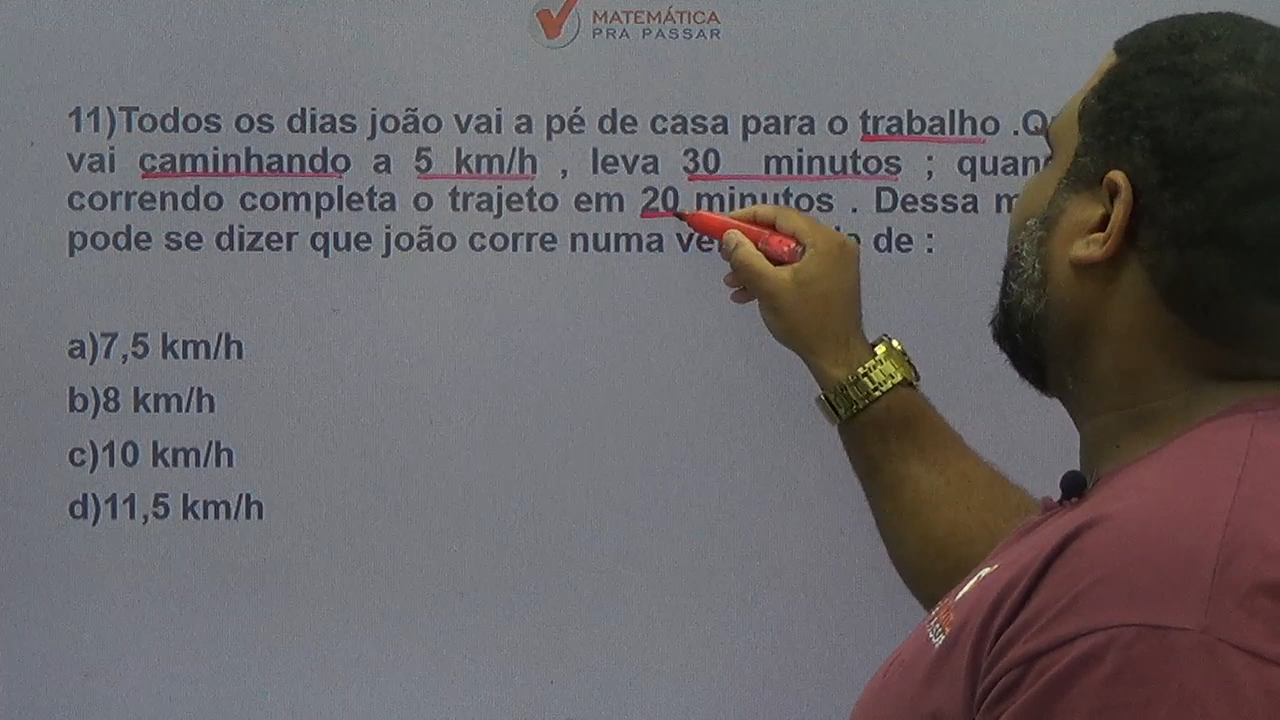 MATEMÁTICA
PRA PASSAR
11)Todos os dias joão vai a pé de casa para o trabalho .
vai caminhando a 5 km/h , leva 30 minutos ;
correndo completa o trajeto em 20 minutos . Dessa
pode se dizer que joão corre numa de :
a)7,5 km/h
b)8 km/h
c)10 km/h
d)11,5 km/h